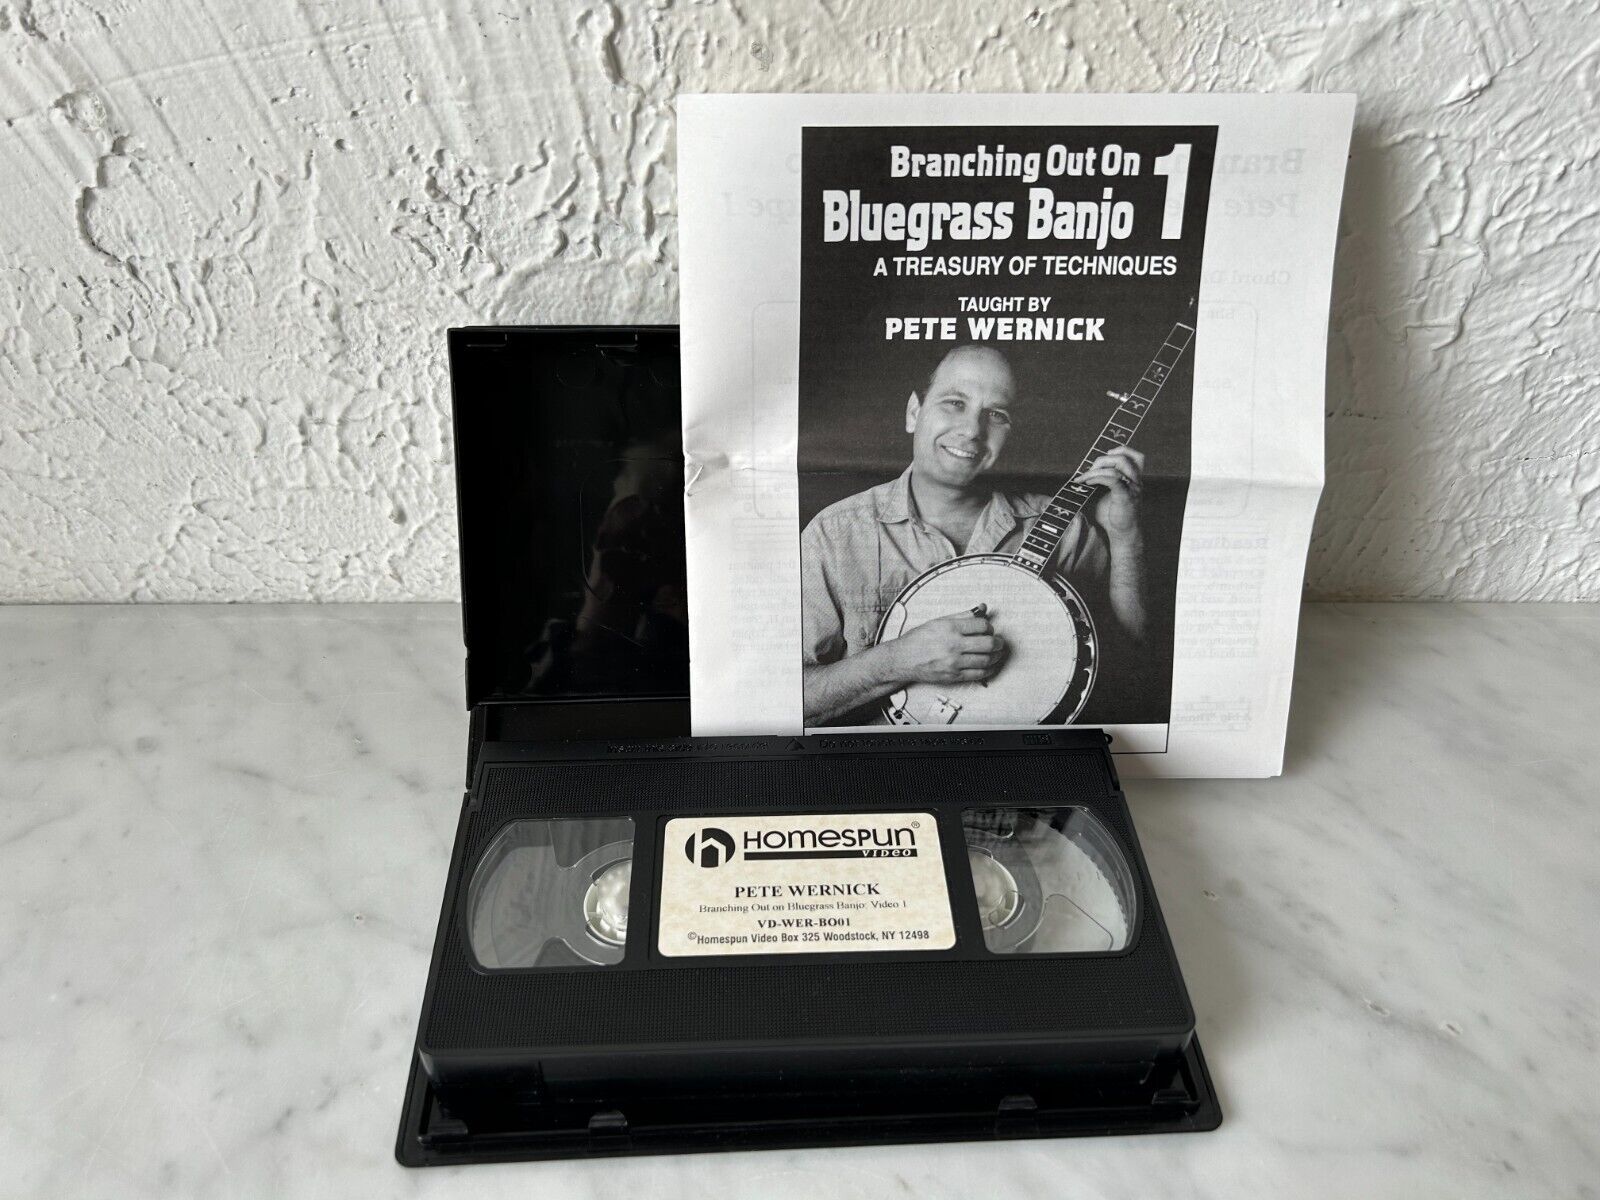 Branching Out On
Bluegrass Banjo 1
A TREASURY OF TECHNIQUES
TAUGHT BY
PETE WERNICK
HOMESPUN®
VIDEO
PETE WERNICK
Branching Out on Bluegrass Banjo: Video 1
VD-WER-BO01
©Homespun Video Box 325 Woodstock, NY 12498